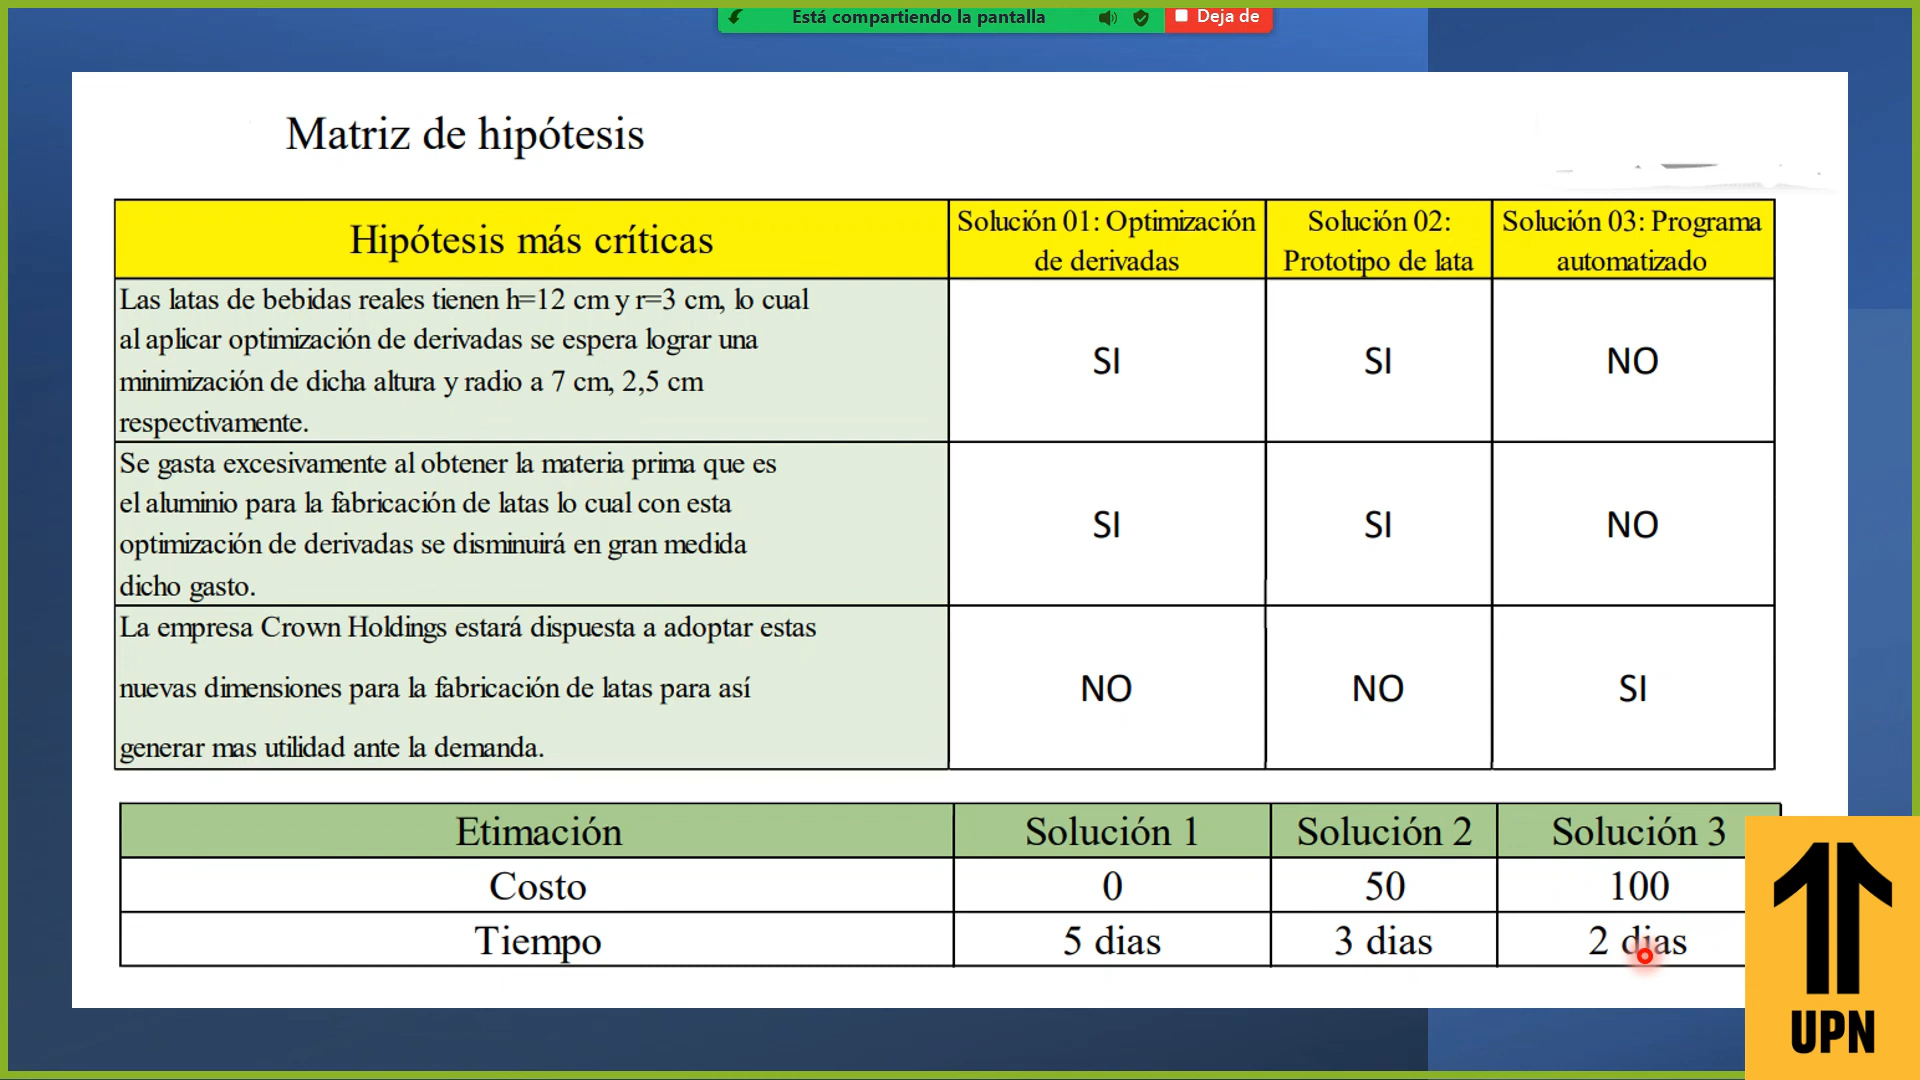 Está compartiendo la pantalla
Deja de
Matriz de hipótesis
Hipótesis más críticas
Solución 01: Optimización
de derivadas
Solución 02:
Prototipo de lata
Solución 03: Programa
automatizado
Las latas de bebidas reales tienen h=12 cm y r=3 cm, lo cual
al aplicar optimización de derivadas se espera lograr una
minimización de dicha altura y radio a 7 cm, 2,5 cm
respectivamente.
SI
SI
NO
Se gasta excesivamente al obtener la materia prima que es
el aluminio para la fabricación de latas lo cual con esta
optimización de derivadas se disminuirá en gran medida
dicho gasto.
SI
SI
NO
La empresa Crown Holdings estará dispuesta a adoptar estas
nuevas dimensiones para la fabricación de latas para así
generar mas utilidad ante la demanda.
NO
NO
SI
Etimación
Solución 1
Solución 2
Solución 3
Costo
0
50
100
Tiempo
5 dias
3 dias
2 dias
UPN